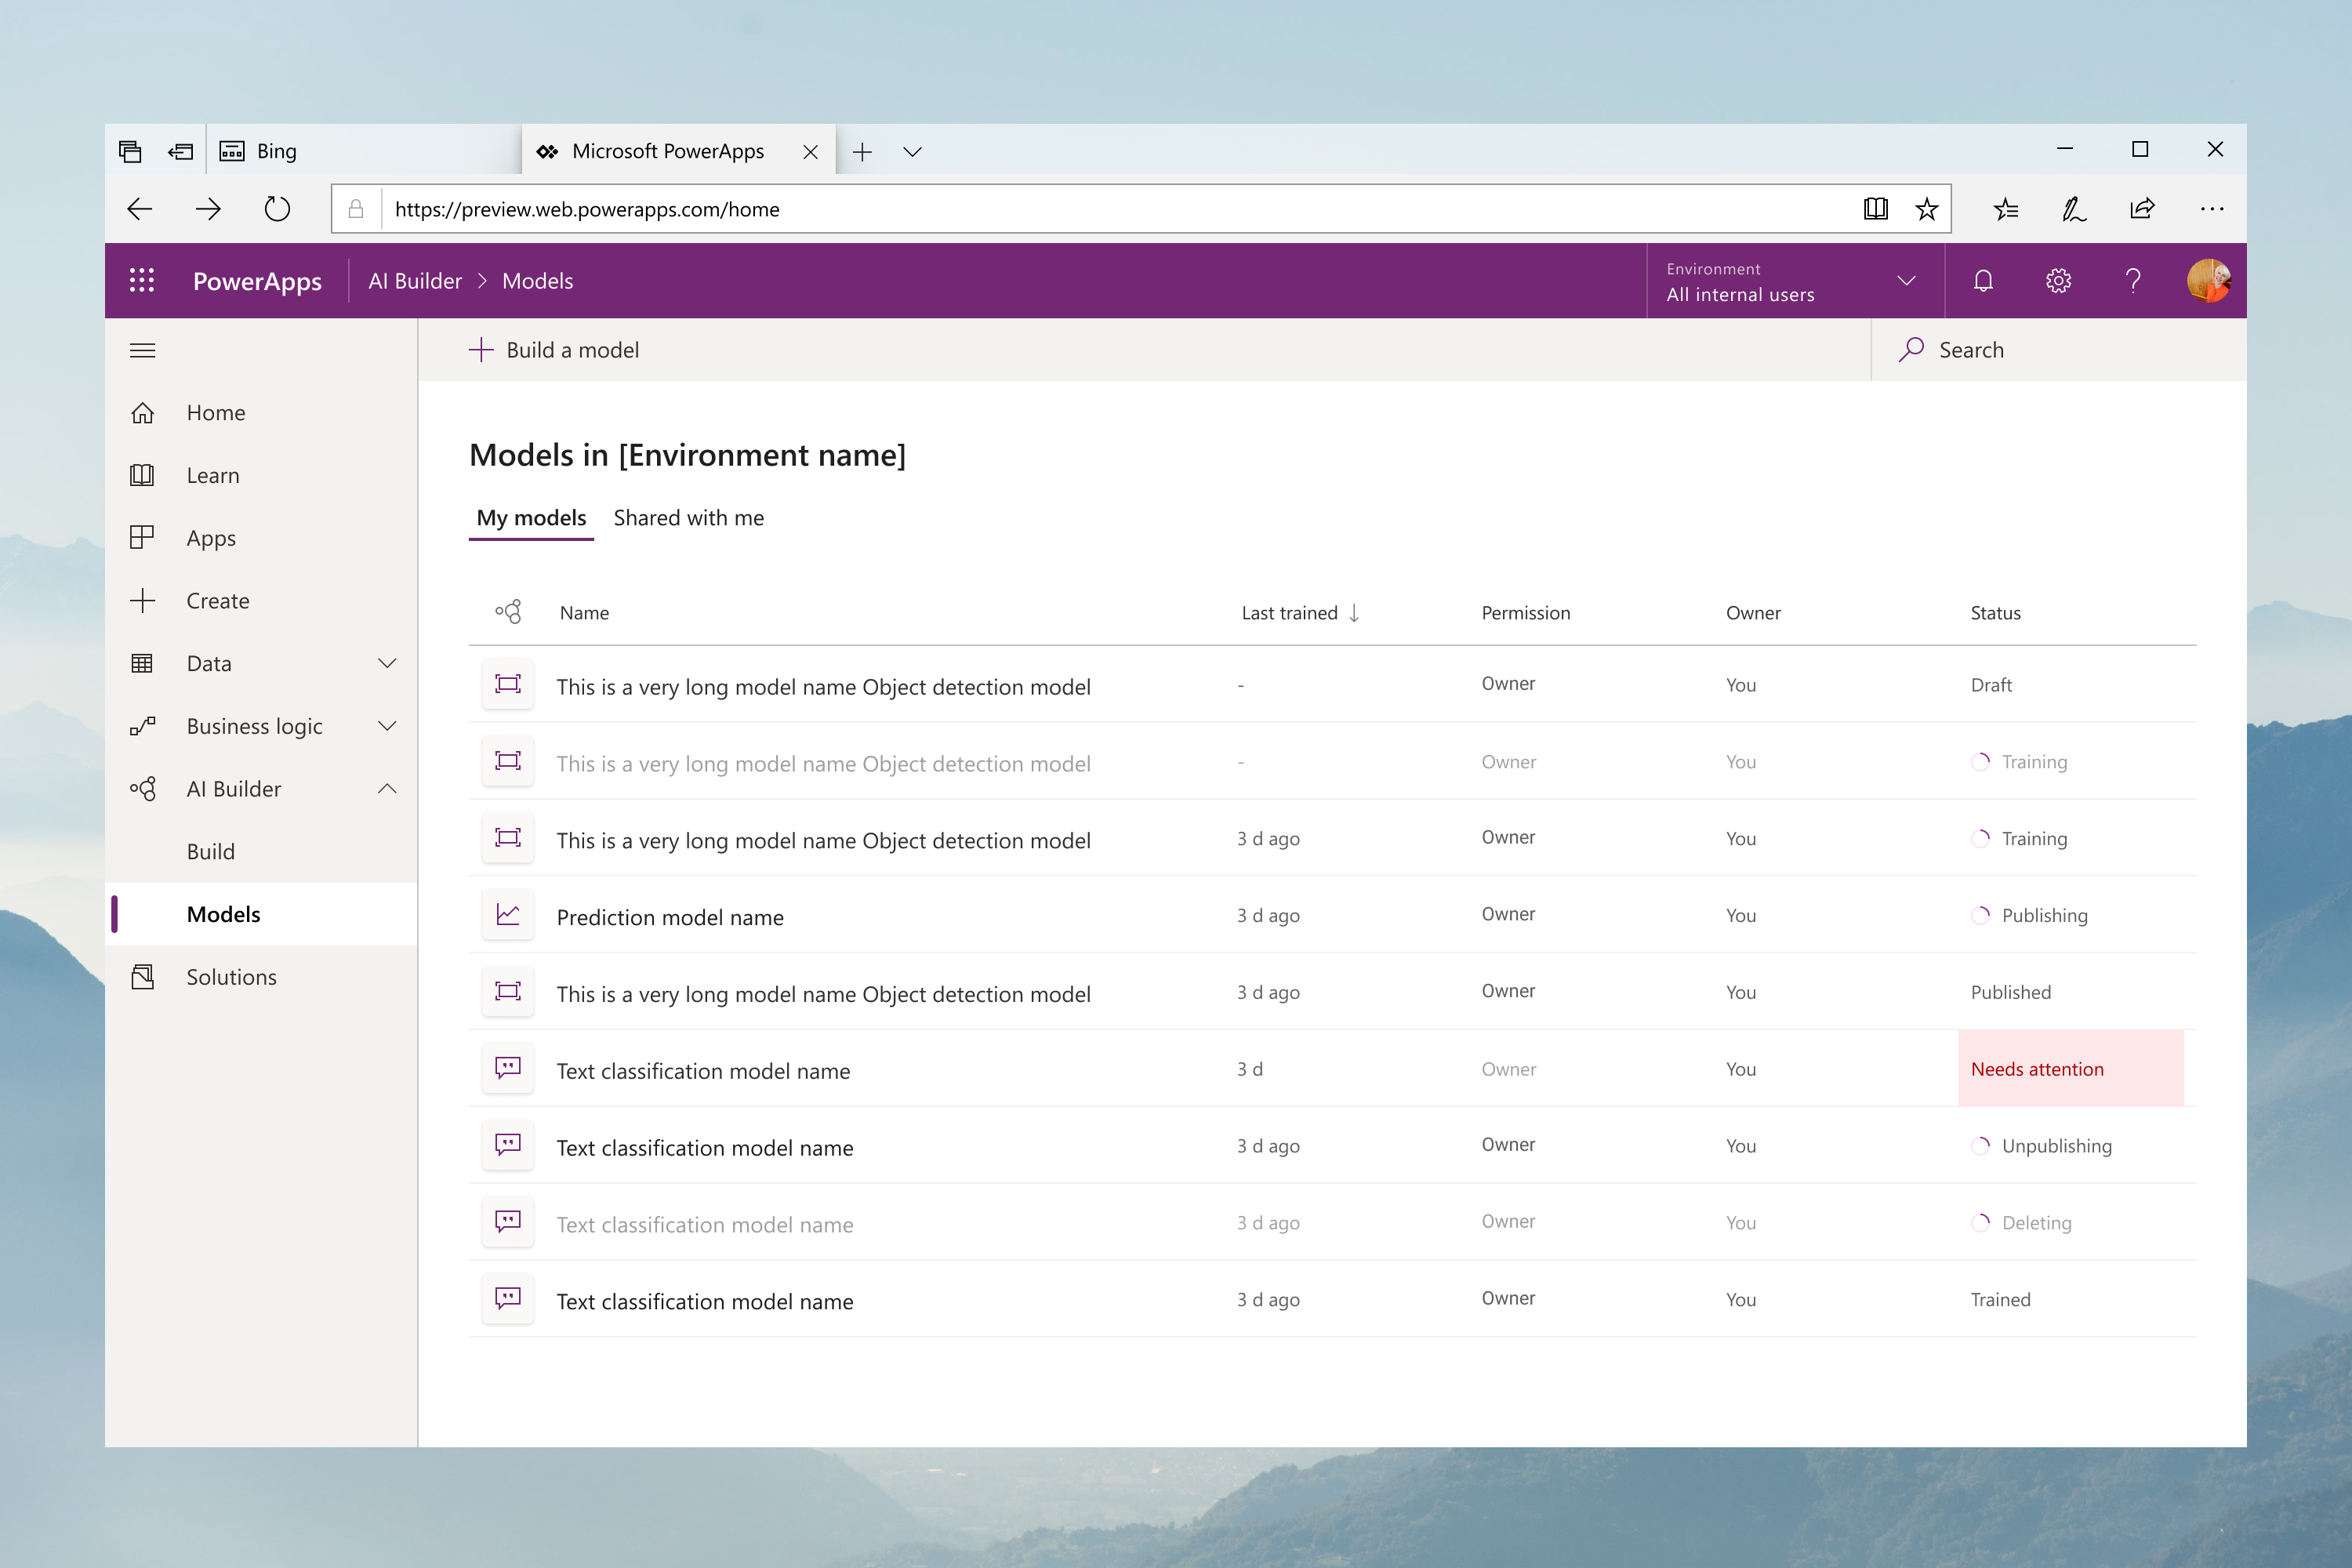 Bing
Microsoft PowerApps
https://preview.web.powerapps.com/home
PowerApps
AI Builder > Models
Environment
All internal users
?
Build a model
Search
Home
Learn
Apps
Create
Data
Business logic
AI Builder
Build
Models
Solutions
Models in [Environment name]
My models Shared with me
Name Last trained ↓ Permission Owner Status
This is a very long model name Object detection model - Owner You Draft
This is a very long model name Object detection model - Owner You Training
This is a very long model name Object detection model 3 d ago Owner You Training
Prediction model name 3 d ago Owner You Publishing
This is a very long model name Object detection model 3 d ago Owner You Published
Text classification model name 3 d Owner You Needs attention
Text classification model name 3 d ago Owner You Unpublishing
Text classification model name 3 d ago Owner You Deleting
Text classification model name 3 d ago Owner You Trained